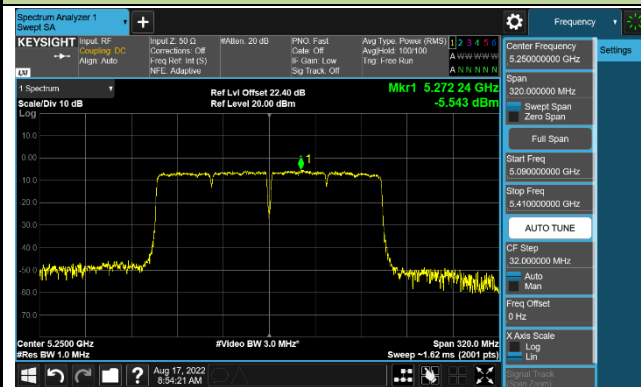 Spectrum Analyzer 1
Swept SA
Frequency
KEYSIGHT
Input: RF
Coupling: DC
Align: Auto
Input Z: 50 Ω
Corrections: Off
Freq Ref: Int (S)
NFE: Adaptive
#Atten: 20 dB
PNO: Fast
Gate: Off
IF Gain: Low
Sig Track: Off
Avg Type: Power (RMS)
Avg|Hold: 100/100
Trig: Free Run
1 2 3 4 5 6
A W W W W W
A N N N N N
LXI
1 Spectrum
Scale/Div 10 dB
Log
Ref Lvl Offset 22.40 dB
Ref Level 20.00 dBm
Mkr1 5.272 24 GHz
-5.543 dBm
1
10.0
0.00
-10.0
-20.0
-30.0
-40.0
-50.0
-60.0
-70.0
Center 5.2500 GHz
#Res BW 1.0 MHz
#Video BW 3.0 MHz*
Span 320.0 MHz
Sweep ~1.62 ms (2001 pts)
Center Frequency
5.250000000 GHz
Span
320.000000 MHz
Swept Span
Zero Span
Full Span
Start Freq
5.090000000 GHz
Stop Freq
5.410000000 GHz
AUTO TUNE
CF Step
32.000000 MHz
Auto
Man
Freq Offset
0 Hz
X Axis Scale
Log
Lin
Signal Track
(Span Zoom)
Settings
Aug 17, 2022
8:54:21 AM